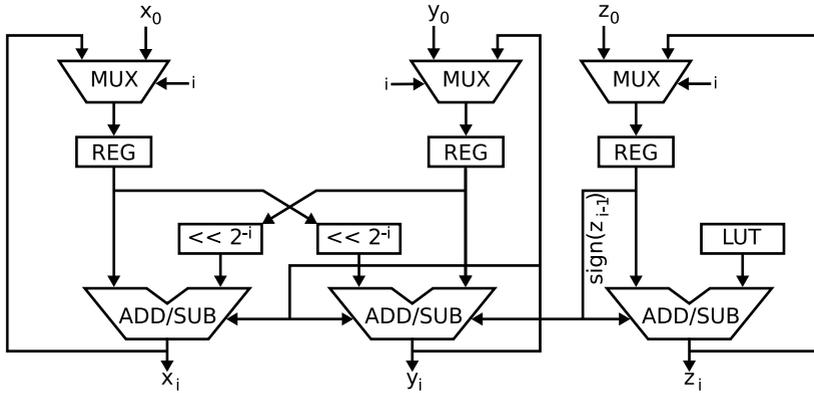 x0 y0 z0
MUX i i MUX MUX i
REG REG REG
<< 2-i << 2-i sign(z i-1) LUT
ADD/SUB ADD/SUB ADD/SUB
xi yi zi